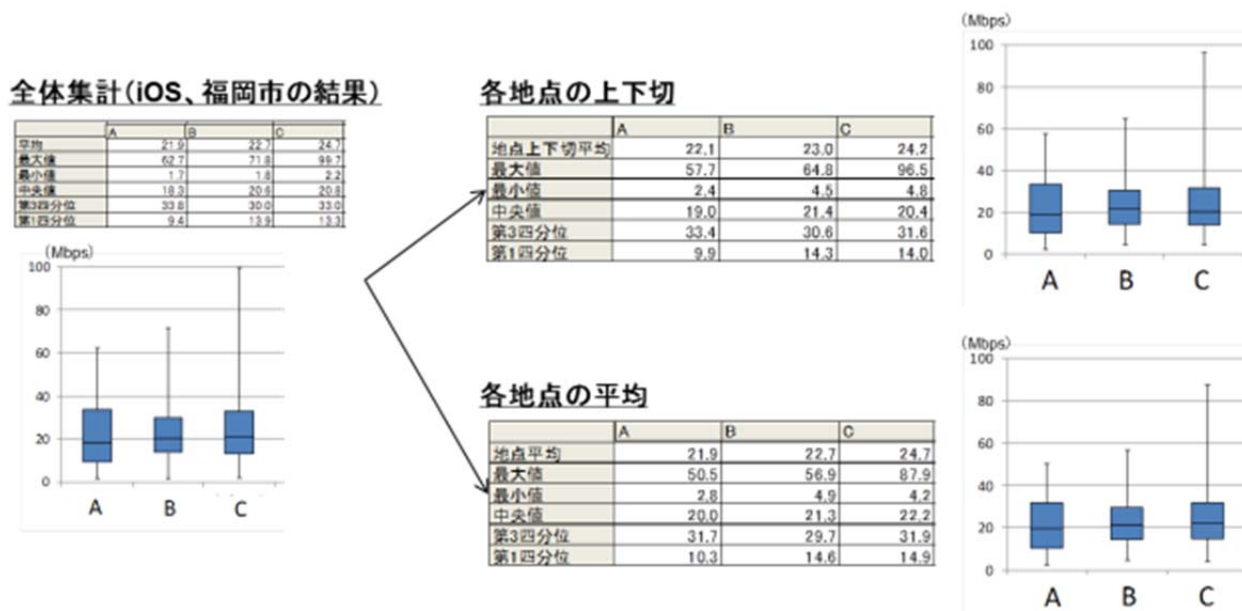 全体集計(iOS、福岡市の結果)
A B C
平均 21.9 22.7 24.7
最大値 62.7 71.8 99.7
最小値 1.7 1.8 2.2
中央値 18.3 20.6 20.8
第3四分位 33.8 30.0 33.0
第1四分位 9.4 13.9 13.3
(Mbps)
100
80
60
40
20
0
A B C
各地点の上下切
A B C
地点上下切平均 22.1 23.0 24.2
最大値 57.7 64.8 96.5
最小値 2.4 4.5 4.8
中央値 19.0 21.4 20.4
第3四分位 33.4 30.6 31.6
第1四分位 9.9 14.3 14.0
(Mbps)
100
80
60
40
20
0
A B C
各地点の平均
A B C
地点平均 21.9 22.7 24.7
最大値 50.5 56.9 87.9
最小値 2.8 4.9 4.2
中央値 20.0 21.3 22.2
第3四分位 31.7 29.7 31.9
第1四分位 10.3 14.6 14.9
(Mbps)
100
80
60
40
20
0
A B C